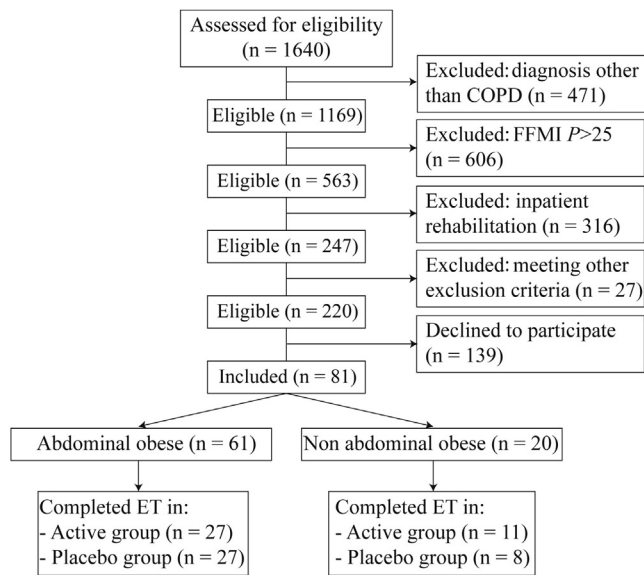 Assessed for eligibility
(n = 1640)
Excluded: diagnosis other
than COPD (n = 471)
Eligible (n = 1169)
Excluded: FFMI P>25
(n = 606)
Eligible (n = 563)
Excluded: inpatient
rehabilitation (n = 316)
Eligible (n = 247)
Excluded: meeting other
exclusion criteria (n = 27)
Eligible (n = 220)
Declined to participate
(n = 139)
Included (n = 81)
Abdominal obese (n = 61)
Non abdominal obese (n = 20)
Completed ET in:
- Active group (n = 27)
- Placebo group (n = 27)
Completed ET in:
- Active group (n = 11)
- Placebo group (n = 8)